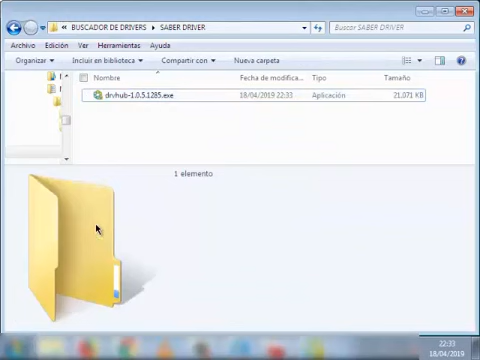 BUSCADOR DE DRIVERS ▸ SABER DRIVER
Buscar SABER DRIVER
Archivo Edición Ver Herramientas Ayuda
Organizar Incluir en biblioteca Compartir con Nueva carpeta
Nombre Fecha de modifica... Tipo Tamaño
drvhub-1.0.5.1285.exe 18/04/2019 22:33 Aplicación 21,071 KB
1 elemento
22:33
18/04/2019